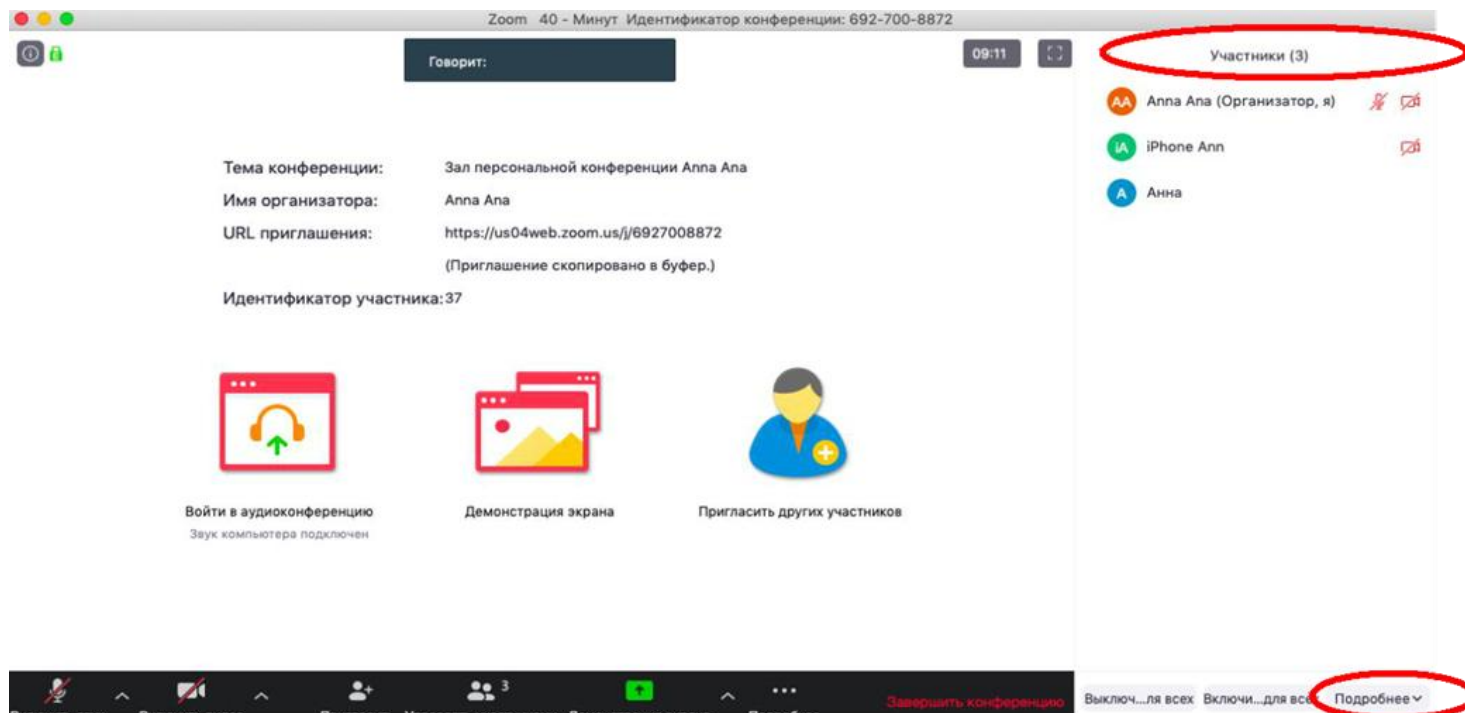 Zoom 40 - Минут Идентификатор конференции: 692-700-8872
Говорит:
09:11
Участники (3)
AA Anna Ana (Организатор, я)
iA iPhone Ann
А Анна
Тема конференции: Зал персональной конференции Anna Ana
Имя организатора: Anna Ana
URL приглашения: https://us04web.zoom.us/j/6927008872
(Приглашение скопировано в буфер.)
Идентификатор участника: 37
Войти в аудиоконференцию
Звук компьютера подключен
Демонстрация экрана
Пригласить других участников
3
Завершить конференцию
Выключ...ля всех Включи...для всех Подробнее